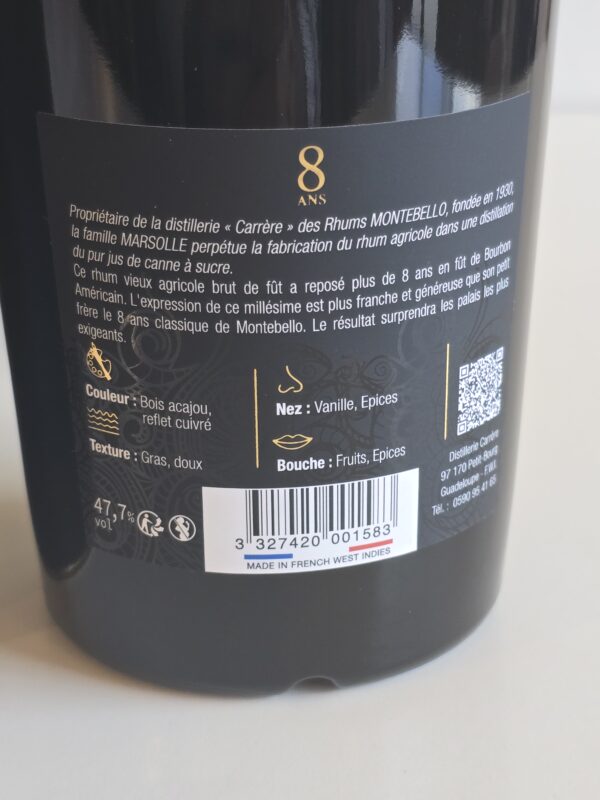 8
ANS
Propriétaire de la distillerie « Carrère » des Rhums MONTEBELLO, fondée en 1930,
la famille MARSOLLE perpétue la fabrication du rhum agricole dans une distillation
du pur jus de canne à sucre.
Ce rhum vieux agricole brut de fût a reposé plus de 8 ans en fût de Bourbon
Américain. L'expression de ce millésime est plus franche et généreuse que son petit
frère le 8 ans classique de Montebello. Le résultat surprendra les palais les plus
exigeants.
Couleur : Bois acajou,
reflet cuivré
Texture : Gras, doux
Nez : Vanille, Epices
Bouche : Fruits, Epices
Distillerie Carrère
97 170 Petit-Bourg
Guadeloupe - F.W.I.
Tél. : 0590 95 41 65
47,7%
vol
3 327420 001583
MADE IN FRENCH WEST INDIES